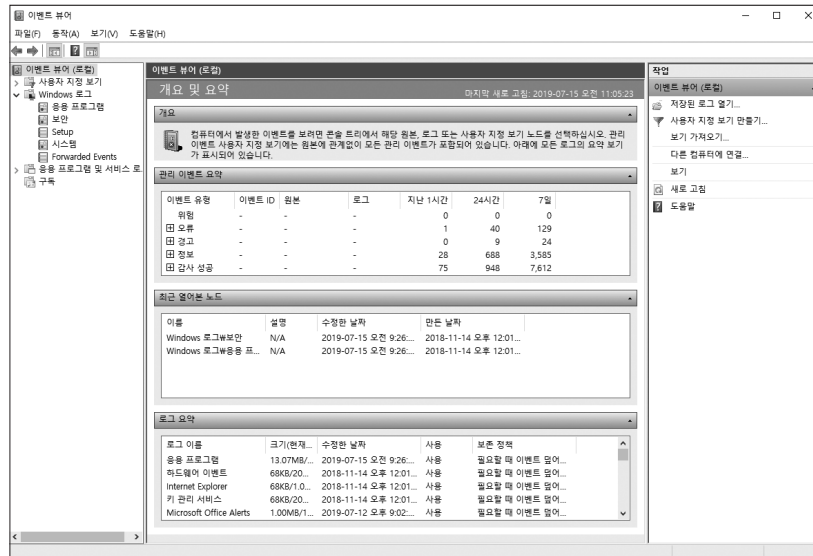 이벤트 뷰어
파일(F) 동작(A) 보기(V) 도움말(H)
이벤트 뷰어 (로컬)
사용자 지정 보기
Windows 로그
응용 프로그램
보안
Setup
시스템
Forwarded Events
응용 프로그램 및 서비스 로
구독
이벤트 뷰어 (로컬)
개요 및 요약 마지막 새로 고침: 2019-07-15 오전 11:05:23
개요
컴퓨터에서 발생한 이벤트를 보려면 콘솔 트리에서 해당 원본, 로그 또는 사용자 지정 보기 노드를 선택하십시오. 관리
이벤트 사용자 지정 보기에는 원본에 관계없이 모든 관리 이벤트가 포함되어 있습니다. 아래에 모든 로그의 요약 보기
가 표시되어 있습니다.
관리 이벤트 요약
이벤트 유형 이벤트 ID 원본 로그 지난 1시간 24시간 7일
위험 - - - 0 0 0
오류 - - - 1 40 129
경고 - - - 0 9 24
정보 - - - 28 688 3,585
감사 성공 - - - 75 948 7,612
최근 열어본 노드
이름 설명 수정한 날짜 만든 날짜
Windows 로그₩보안 N/A 2019-07-15 오전 9:26:... 2018-11-14 오후 12:01...
Windows 로그₩응용 프... N/A 2019-07-15 오전 9:26:... 2018-11-14 오후 12:01...
로그 요약
로그 이름 크기(현재... 수정한 날짜 사용 보존 정책
응용 프로그램 13.07MB/... 2019-07-15 오전 9:26:... 사용 필요할 때 이벤트 덮어...
하드웨어 이벤트 68KB/20... 2018-11-14 오후 12:01... 사용 필요할 때 이벤트 덮어...
Internet Explorer 68KB/1.0... 2018-11-14 오후 12:01... 사용 필요할 때 이벤트 덮어...
키 관리 서비스 68KB/20... 2018-11-14 오후 12:01... 사용 필요할 때 이벤트 덮어...
Microsoft Office Alerts 1.00MB/1... 2019-07-12 오후 9:02:... 사용 필요할 때 이벤트 덮어...
작업
이벤트 뷰어 (로컬)
저장된 로그 열기...
사용자 지정 보기 만들기...
보기 가져오기...
다른 컴퓨터에 연결...
보기
새로 고침
도움말